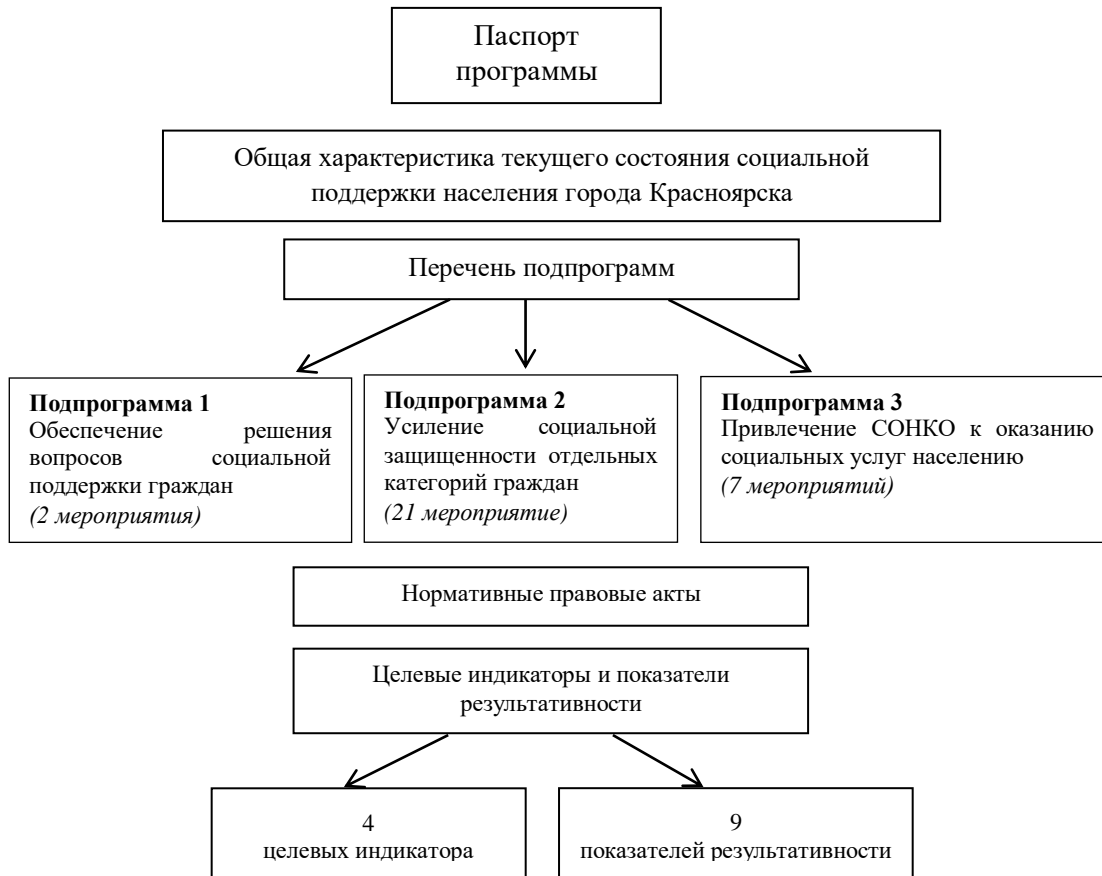 Паспорт
программы
Общая характеристика текущего состояния социальной
поддержки населения города Красноярска
Перечень подпрограмм
Подпрограмма 1
Обеспечение решения
вопросов социальной
поддержки граждан
(2 мероприятия)
Подпрограмма 2
Усиление социальной
защищенности отдельных
категорий граждан
(21 мероприятие)
Подпрограмма 3
Привлечение СОНКО к оказанию
социальных услуг населению
(7 мероприятий)
Нормативные правовые акты
Целевые индикаторы и показатели
результативности
4
целевых индикатора
9
показателей результативности